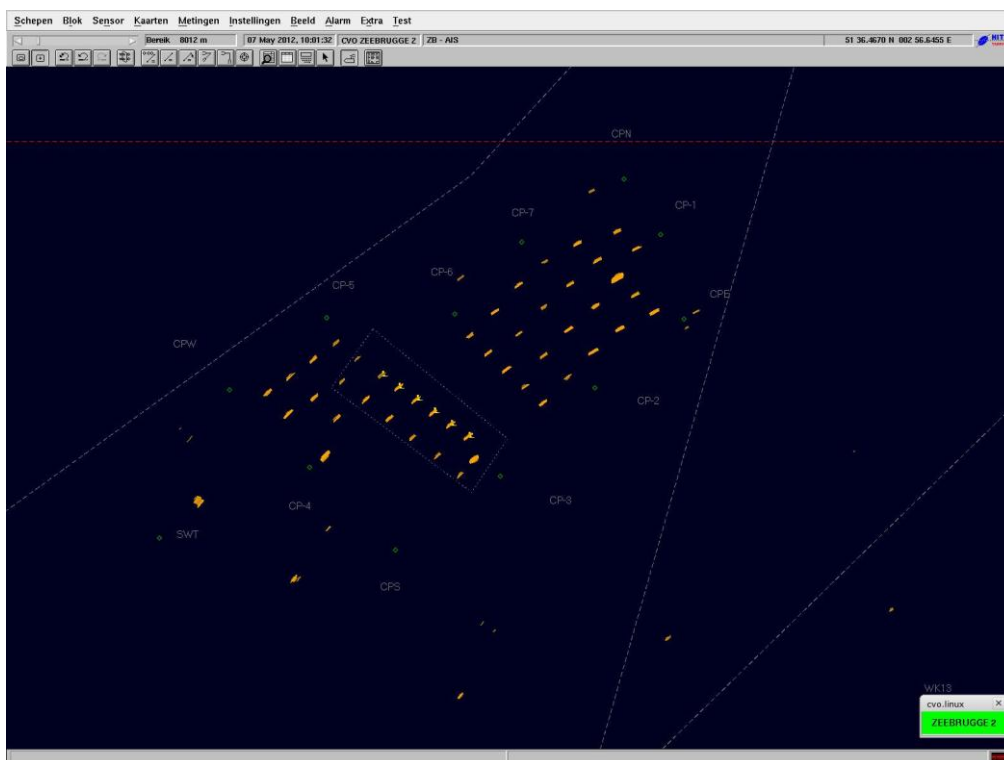 Schepen Blok Sensor Kaarten Metingen Instellingen Beeld Alarm Extra Test
Bereik 8012 m 07 May 2012, 10:01:32 CVO ZEEBRUGGE 2 ZB - AIS 51 36.4670 N 002 56.6455 E
CPN
CP-7
CP-1
CP-6
CP-5
CPE
CPW
CP-2
CP-3
CP-4
SWT
CPS
WK13
cvo.linux
ZEEBRUGGE 2